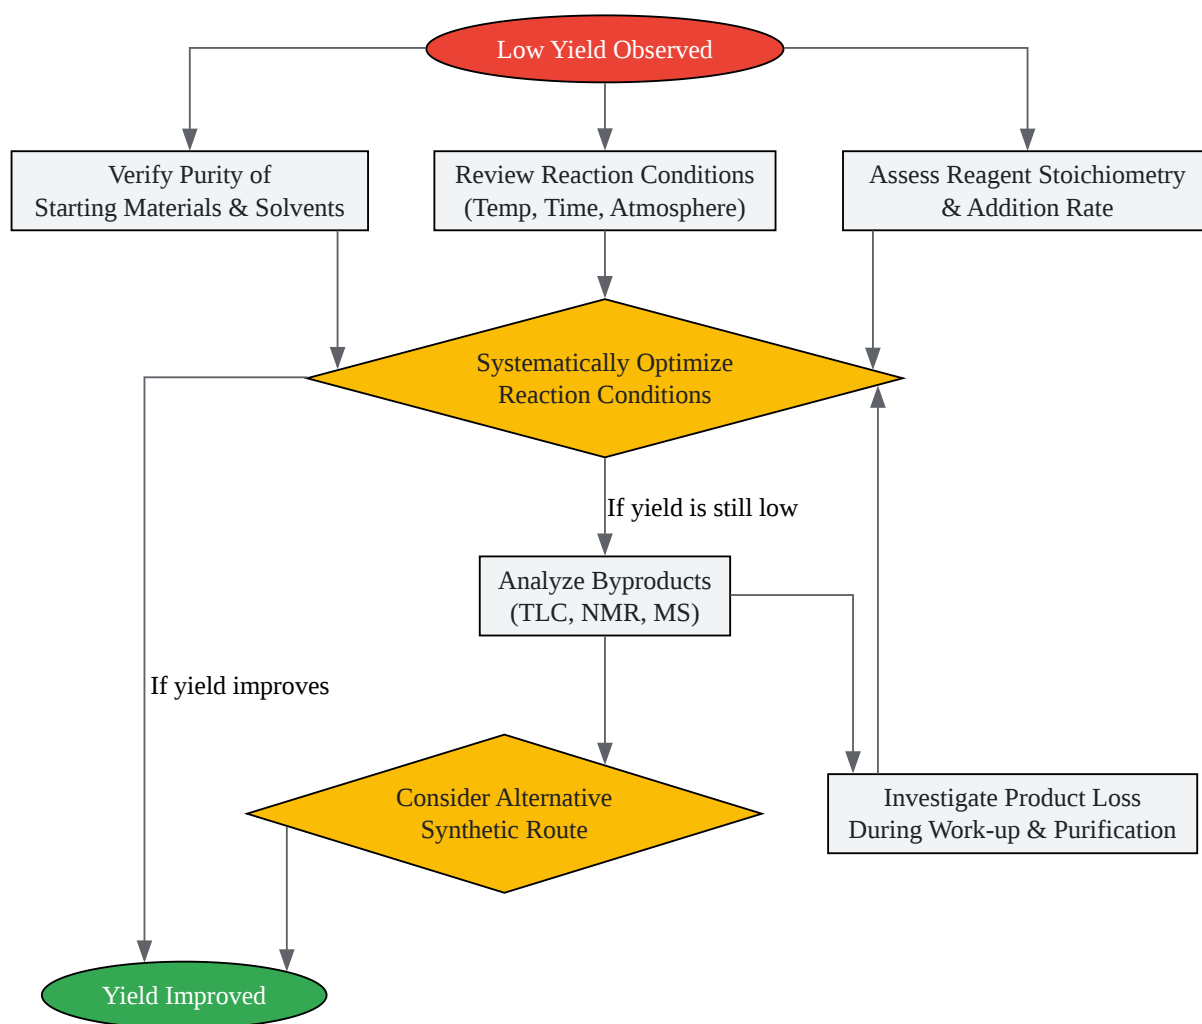 Low Yield Observed
Verify Purity of
Starting Materials & Solvents
Review Reaction Conditions
(Temp, Time, Atmosphere)
Assess Reagent Stoichiometry
& Addition Rate
Systematically Optimize
Reaction Conditions
If yield is still low
Analyze Byproducts
(TLC, NMR, MS)
If yield improves
Consider Alternative
Synthetic Route
Investigate Product Loss
During Work-up & Purification
Yield Improved